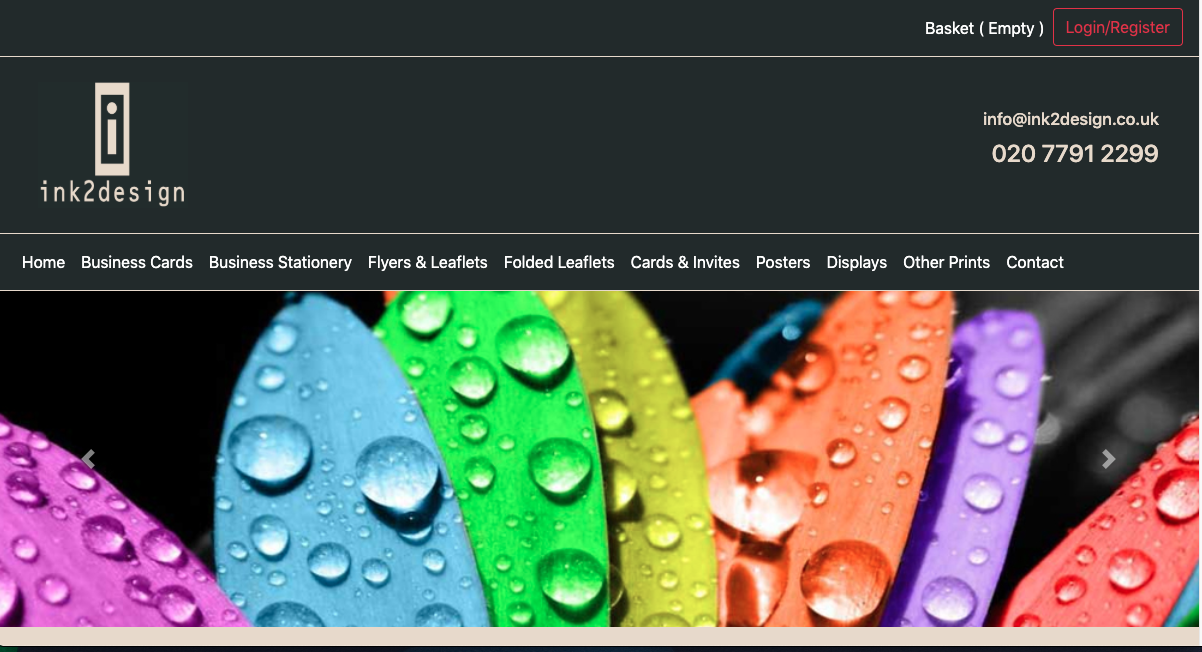 Basket ( Empty ) Login/Register
i
ink2design
info@ink2design.co.uk
020 7791 2299
Home Business Cards Business Stationery Flyers & Leaflets Folded Leaflets Cards & Invites Posters Displays Other Prints Contact